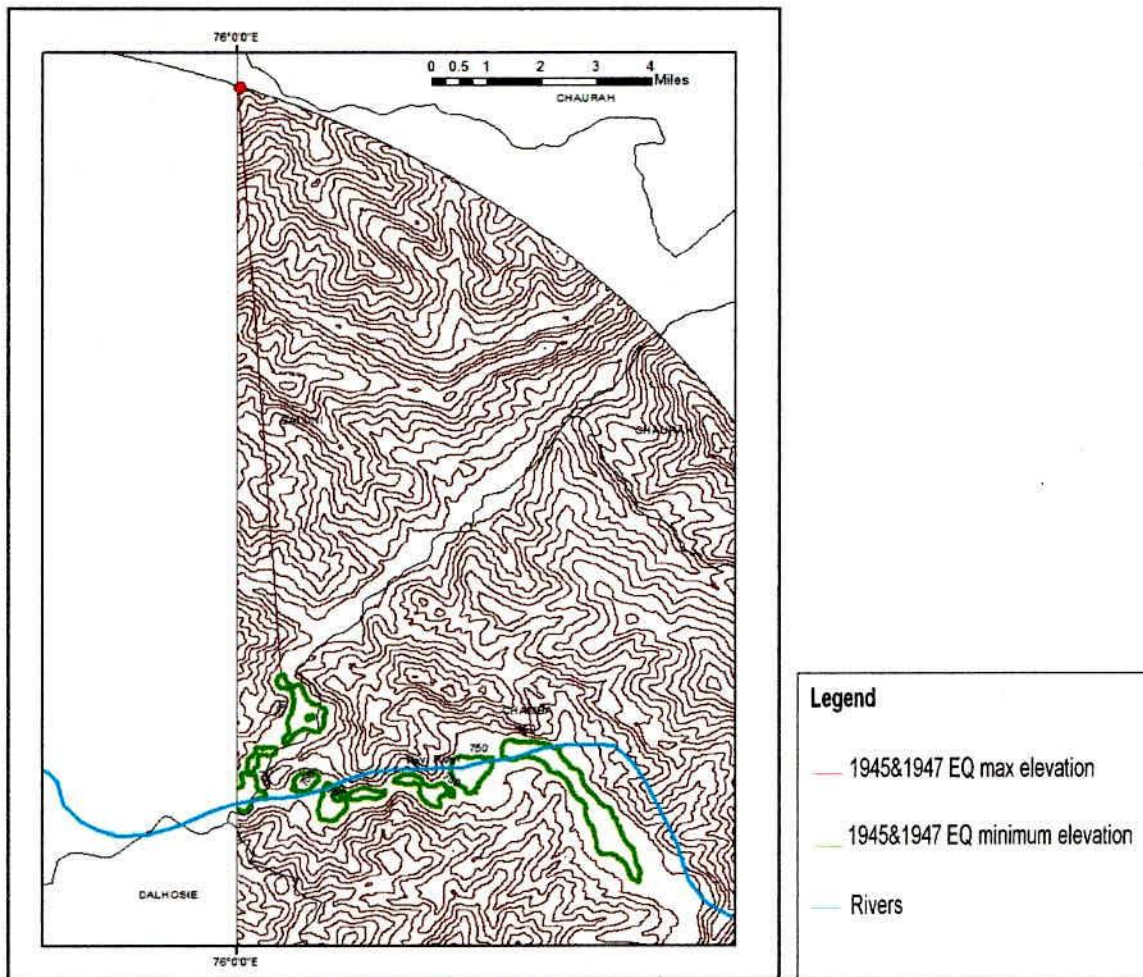 76°0'0"E
0 0.5 1 2 3 4
Miles
CHAURAH
CHAURAH
750
DALHOSIE
76°0'0"E
Legend
1945&1947 EQ max elevation
1945&1947 EQ minimum elevation
Rivers